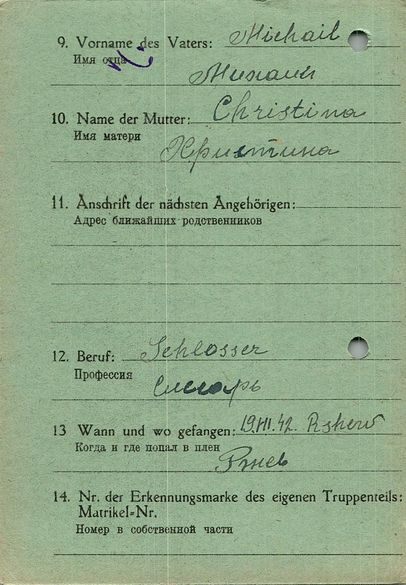 9. Vorname des Vaters: Michail
Имя отца
Михаил
10. Name der Mutter: Christina
Имя матери
Христина
11. Anschrift der nächsten Angehörigen:
Адрес ближайших родственников
12. Beruf: Schlosser
Профессия
Слесарь
13 Wann und wo gefangen: 19.VII.42. Rshew
Когда и где попал в плен
Ржев
14. Nr. der Erkennungsmarke des eigenen Truppenteils:
Matrikel-Nr.
Номер в собственной части